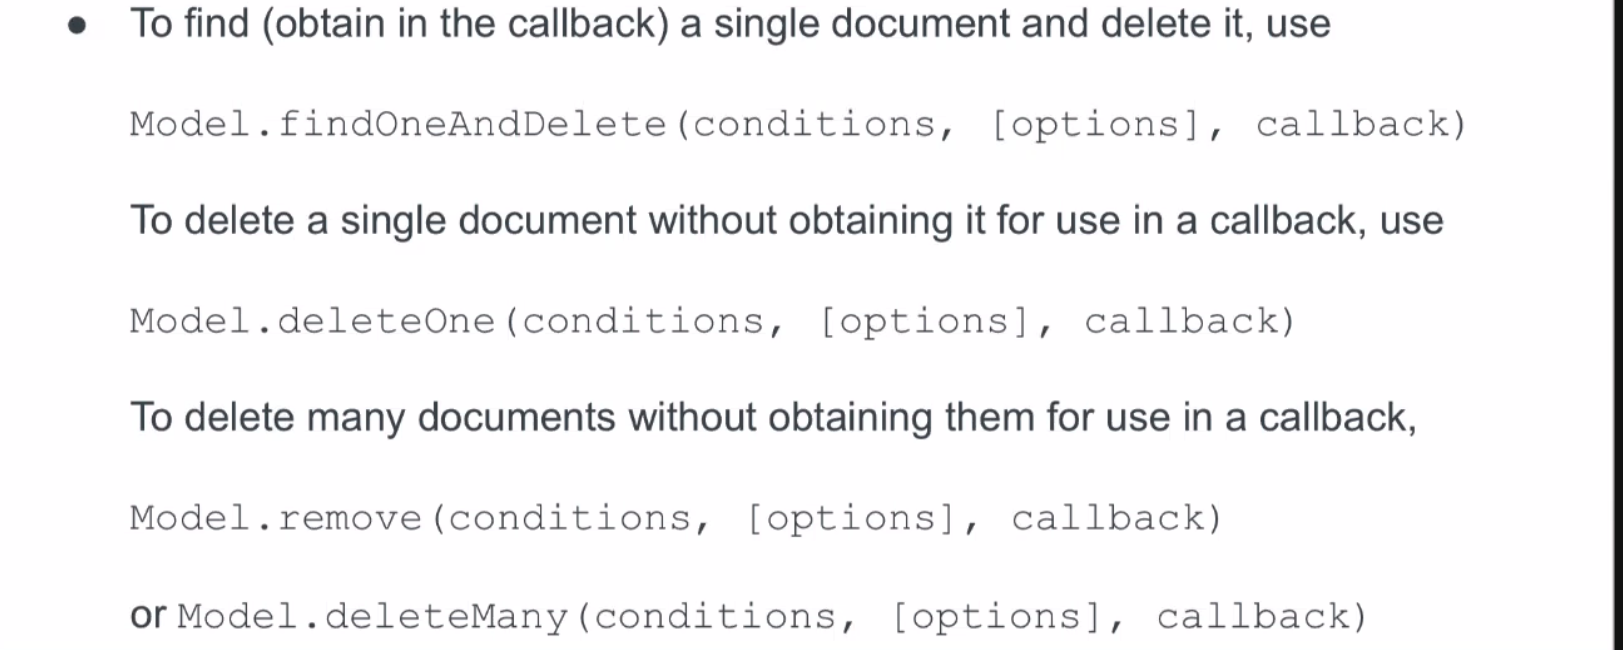 ● To find (obtain in the callback) a single document and delete it, use
Model.findOneAndDelete(conditions, [options], callback)
To delete a single document without obtaining it for use in a callback, use
Model.deleteOne(conditions, [options], callback)
To delete many documents without obtaining them for use in a callback,
Model.remove(conditions, [options], callback)
or Model.deleteMany(conditions, [options], callback)